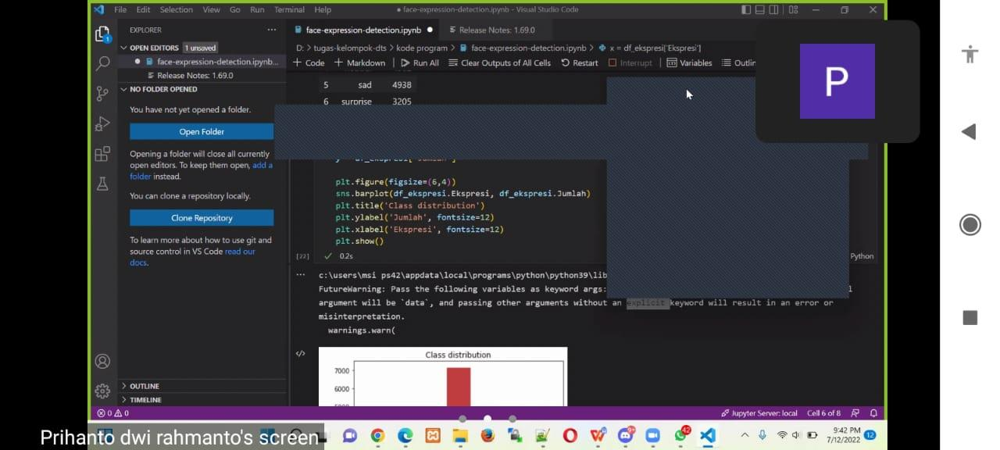 File Edit Selection View Go Run Terminal Help
● face-expression-detection.ipynb - Visual Studio Code
EXPLORER
OPEN EDITORS 1 unsaved
● face-expression-detection.ipynb...
Release Notes: 1.69.0
NO FOLDER OPENED
You have not yet opened a folder.
Open Folder
Opening a folder will close all currently
open editors. To keep them open, add a
folder instead.
You can clone a repository locally.
Clone Repository
To learn more about how to use git and
source control in VS Code read our
docs.
OUTLINE
TIMELINE
face-expression-detection.ipynb ●
Release Notes: 1.69.0
D: > tugas-kelompok-dts > kode program > face-expression-detection.ipynb > x = df_ekspresi['Ekspresi']
+ Code + Markdown Run All Clear Outputs of All Cells Restart Interrupt Variables Outlin
5 sad 4938
6 surprise 3205
plt.figure(figsize=(6,4))
sns.barplot(df_ekspresi.Ekspresi, df_ekspresi.Jumlah)
plt.title('Class distribution')
plt.ylabel('Jumlah', fontsize=12)
plt.xlabel('Ekspresi', fontsize=12)
plt.show()
[22] ✓ 0.2s
Python
c:\users\msi ps42\appdata\local\programs\python\python39\lib
FutureWarning: Pass the following variables as keyword args:
argument will be `data`, and passing other arguments without an explicit keyword will result in an error or
misinterpretation.
warnings.warn(
Class distribution
7000
6000
P
0 0
Jupyter Server: local Cell 6 of 8
Prihanto dwi rahmanto's screen
42
9:42 PM
7/12/2022
12